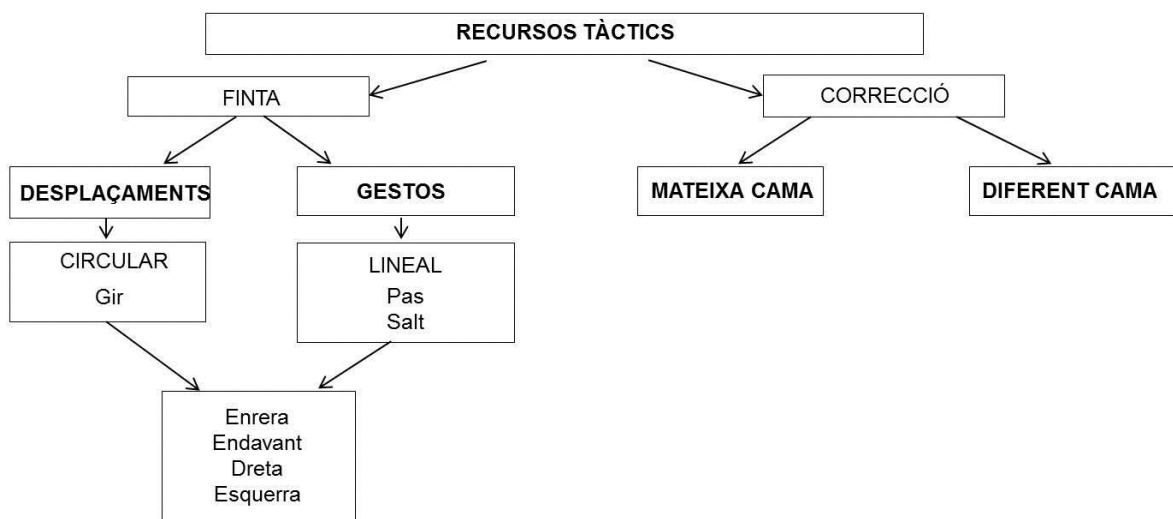 RECURSOS TÀCTICS
FINTA
CORRECCIÓ
DESPLAÇAMENTS
GESTOS
MATEIXA CAMA
DIFERENT CAMA
CIRCULAR
Gir
LINEAL
Pas
Salt
Enrera
Endavant
Dreta
Esquerra